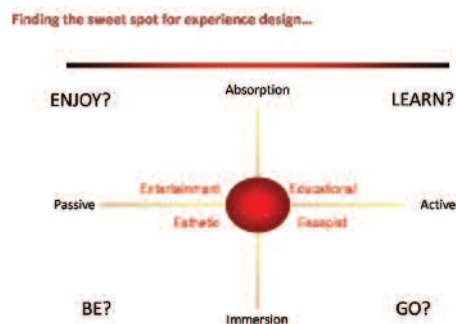 Finding the sweet spot for experience design...
ENJOY?
Absorption
LEARN?
Entertainment
Educational
Passive
Active
Esthetic
Escapist
BE?
Immersion
GO?